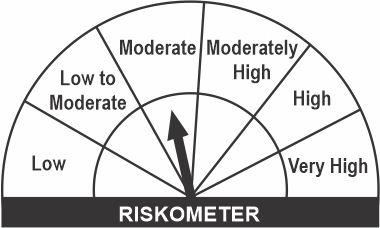 Low
Low to
Moderate
Moderate
Moderately
High
High
Very High
RISKOMETER